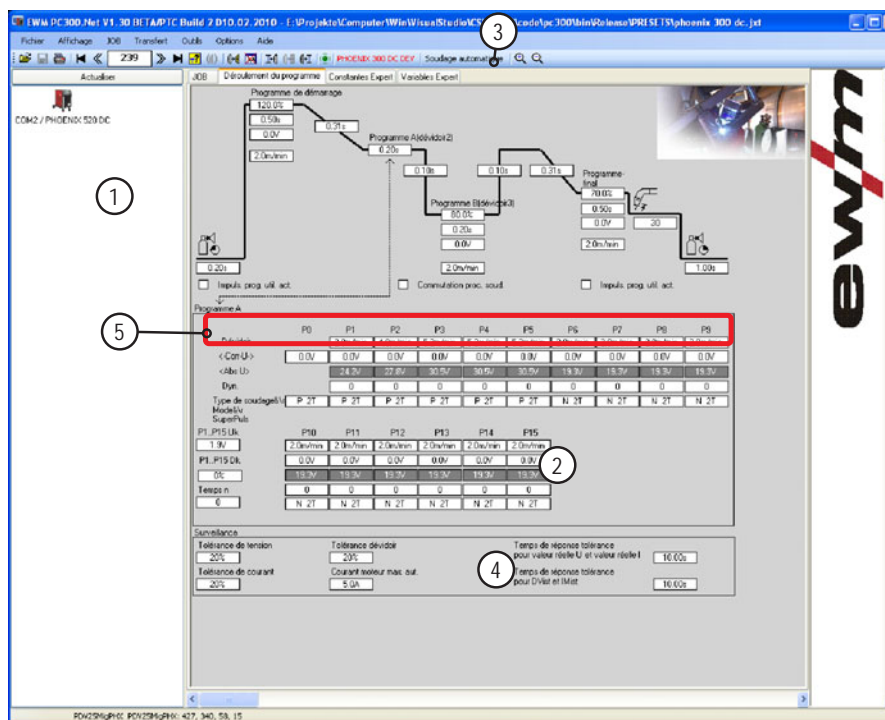 EWM PC300.Net V1.30 BETA/PTC Build 2 D10.02.2010 - E:\Projekte\Computer\WinWisualStudio\CS code\pc300\bin\Release\PRESETS\phoenix 300 dc.jxt
Fichier Affichage JOB Transfert Outils Options Aide
239 PHOENIX 300 DC DEV Soudage automatique
3
Actualiser
COM2 / PHOENIX 520 DC
1
JOB Déroulement du programme Constantes Expert Variables Expert
Programme de démarrage
120.0%
0.50s
0.0V
2.0m/min
0.31s
Programme A(dévidoir2)
0.20s
0.10s 0.10s 0.31s
Programme B(dévidoir3)
80.0%
0.20s
0.0V
2.0m/min
Programme-
final
70.0%
0.50s
0.0V
2.0m/min
30
0.20s 1.00s
Impuls. prog. util. act. Commutation proc. soud. Impuls. prog. util. act.
ewm
5
Programme A
P0 P1 P2 P3 P4 P5 P6 P7 P8 P9
Dévidoir
<Corr-U> 0.0V 0.0V 0.0V 0.0V 0.0V 0.0V 0.0V 0.0V 0.0V 0.0V
<Abs U> 24.2V 27.8V 30.5V 30.5V 30.5V 19.3V 19.3V 19.3V 19.3V
Dyn. 0 0 0 0 0 0 0 0 0
Type de soudage P 2T P 2T P 2T P 2T P 2T P 2T N 2T N 2T N 2T N 2T
SuperPuls
P1..P15 Uk P10 P11 P12 P13 P14 P15
1.9V 2.0m/min 2.0m/min 2.0m/min 2.0m/min 2.0m/min 2.0m/min
P1..P15 Dk 0.0V 0.0V 0.0V 0.0V 0.0V 0.0V
0% 19.3V 19.3V 19.3V 19.3V 19.3V 19.3V
2
Temps n 0 0 0 0 0 0
0 N 2T N 2T N 2T N 2T N 2T N 2T
Surveillance
Tolérance de tension Tolérance dévidoir Temps de réponse tolérance
20% 20% pour valeur réelle U et valeur réelle I 10.00s
Tolérance de courant Courant moteur max. aut. 4 Temps de réponse tolérance
20% 5.0A pour DVist et IMist 10.00s
PDV25MigPHX PDV25MigPHX: 427, 340, 58, 15